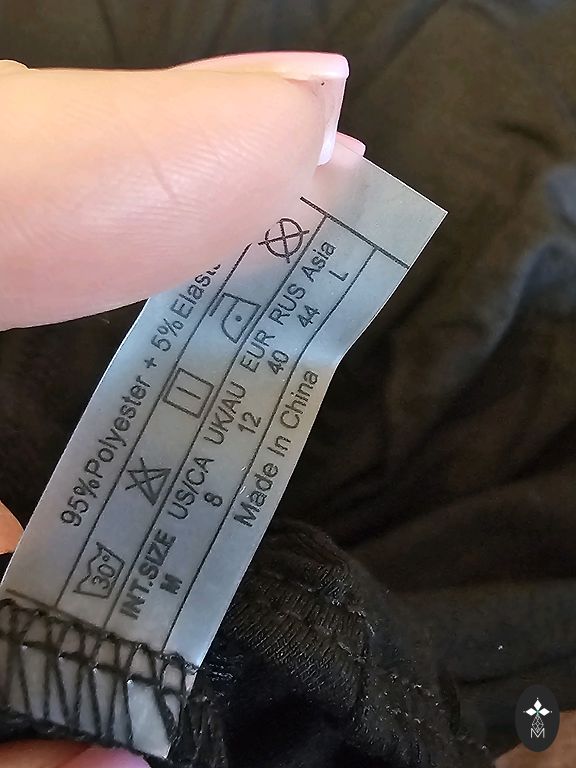 95%Polyester + 5%Elast
30°
INT.SIZE US/CA UK/AU EUR RUS Asia
M 8 12 40 44 L
Made In China
M